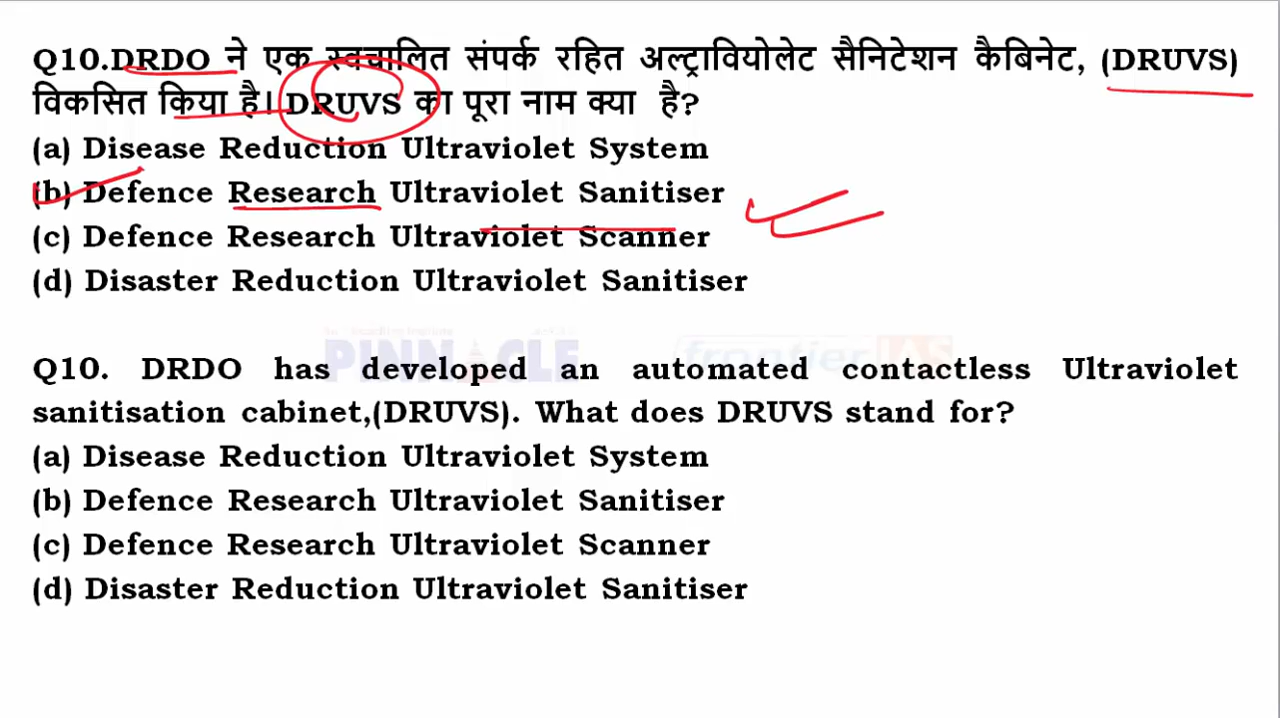 Q10.DRDO ने एक स्वचालित संपर्क रहित अल्ट्रावियोलेट सैनिटेशन कैबिनेट, (DRUVS)
विकसित किया है। DRUVS का पूरा नाम क्या है?
(a) Disease Reduction Ultraviolet System
(b) Defence Research Ultraviolet Sanitiser
(c) Defence Research Ultraviolet Scanner
(d) Disaster Reduction Ultraviolet Sanitiser
PINNACLE frontier IAS
Q10. DRDO has developed an automated contactless Ultraviolet
sanitisation cabinet,(DRUVS). What does DRUVS stand for?
(a) Disease Reduction Ultraviolet System
(b) Defence Research Ultraviolet Sanitiser
(c) Defence Research Ultraviolet Scanner
(d) Disaster Reduction Ultraviolet Sanitiser